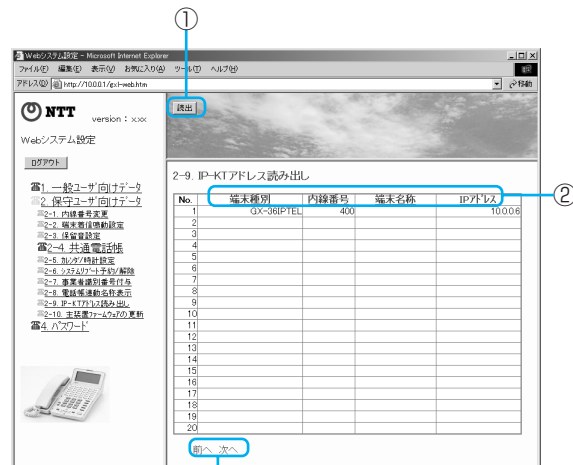 ①
Webシステム設定 - Microsoft Internet Explorer
ファイル(F) 編集(E) 表示(V) お気に入り(A) ツール(T) ヘルプ(H)
アドレス(D) http://10.0.0.1/gx1-web.htm 移動
NTT version : x.xx
Webシステム設定
ログアウト
1. 一般ユーザ向けデータ
2. 保守ユーザ向けデータ
2-1. 内線番号変更
2-2. 端末着信鳴動設定
2-3. 保留音設定
2-4. 共通電話帳
2-5. カレンダ/時計設定
2-6. システムリブート予約/解除
2-7. 事業者識別番号付与
2-8. 電話帳連動名称表示
2-9. IP-KTアドレス読み出し
2-10. 主装置ファームウェアの更新
4. パスワード
読出
2-9. IP-KTアドレス読み出し
No. 端末種別 内線番号 端末名称 IPアドレス
②
1 GX-36IPTEL 400 10.0.0.6
2
3
4
5
6
7
8
9
10
11
12
13
14
15
16
17
18
19
20
前へ 次へ